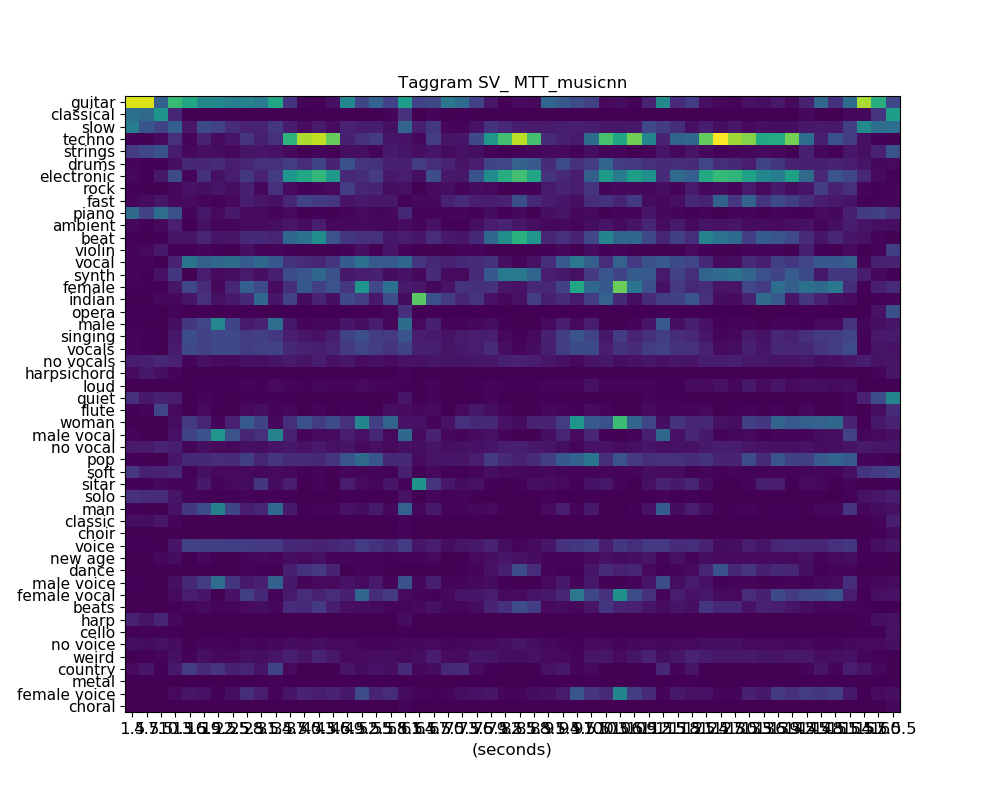 Taggram SV_ MTT_musicnn
guitar
classical
slow
techno
strings
drums
electronic
rock
fast
piano
ambient
beat
violin
vocal
synth
female
indian
opera
male
singing
vocals
no vocals
harpsichord
loud
quiet
flute
woman
male vocal
no vocal
pop
soft
sitar
solo
man
classic
choir
voice
new age
dance
male voice
female vocal
beats
harp
cello
no voice
weird
country
metal
female voice
choral
(seconds)